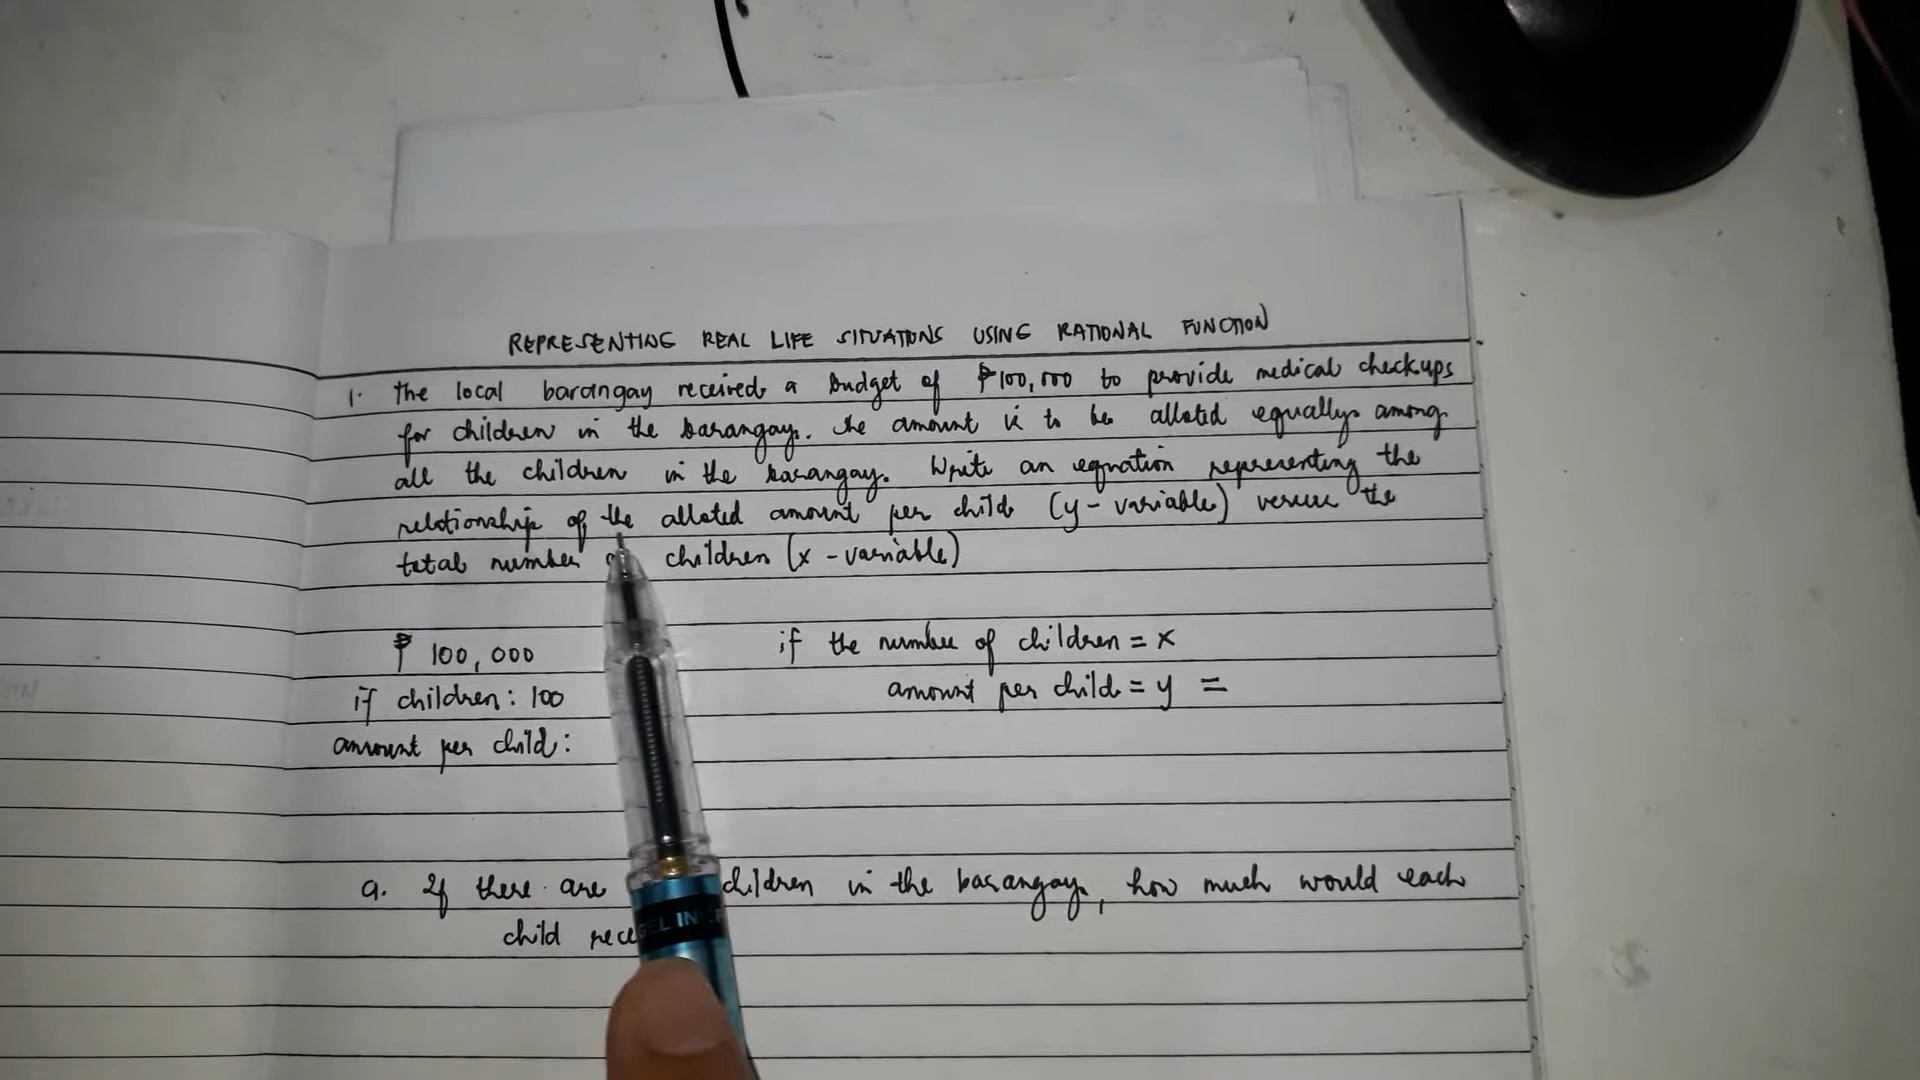 REPRESENTING REAL LIFE SITUATIONS USING RATIONAL FUNCTION
1. The local barangay received a budget of ₱100,000 to provide medical checkups
for children in the barangay. The amount is to be alloted equally among
all the children in the barangay. Write an equation representing the
relationship of the alloted amount per child (y-variable) versus the
total number children (x-variable)
₱ 100,000
if children: 100
amount per child:
if the number of children = x
amount per child = y =
a. If there are children in the barangay, how much would each
child
GEL INK